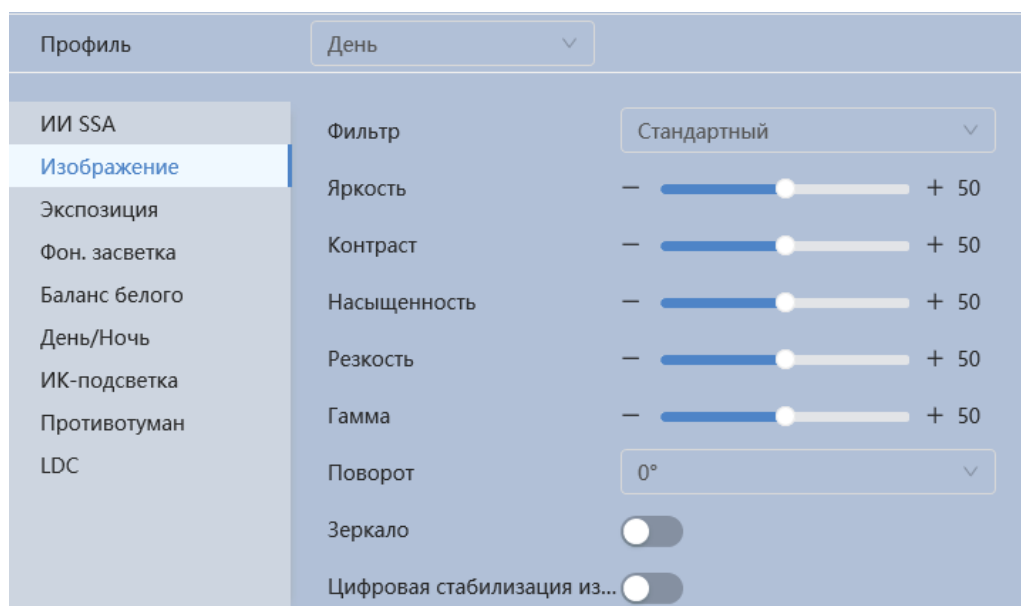 Профиль
День
ИИ SSA
Изображение
Экспозиция
Фон. засветка
Баланс белого
День/Ночь
ИК-подсветка
Противотуман
LDC
Фильтр
Стандартный
Яркость
− + 50
Контраст
− + 50
Насыщенность
− + 50
Резкость
− + 50
Гамма
− + 50
Поворот
0°
Зеркало
Цифровая стабилизация из...